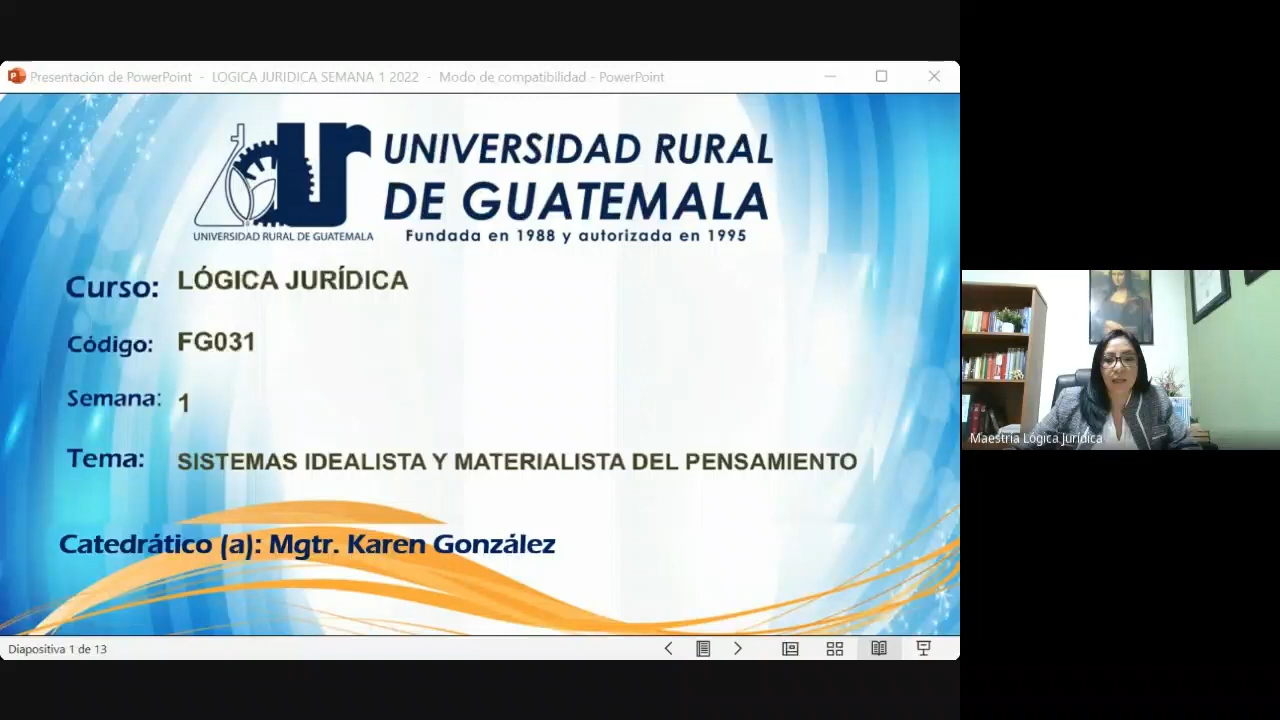 Presentación de PowerPoint - LOGICA JURIDICA SEMANA 1 2022 - Modo de compatibilidad - PowerPoint
UNIVERSIDAD RURAL
DE GUATEMALA
Fundada en 1988 y autorizada en 1995
UNIVERSIDAD RURAL DE GUATEMALA
Curso: LÓGICA JURÍDICA
Código: FG031
Semana: 1
Tema: SISTEMAS IDEALISTA Y MATERIALISTA DEL PENSAMIENTO
Catedrático (a): Mgtr. Karen González
Diapositiva 1 de 13
Maestria Lógica Jurídica